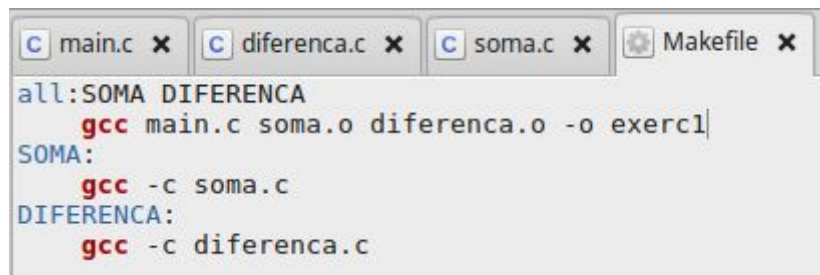 main.c × diferenca.c × soma.c × Makefile ×
all:SOMA DIFERENCA
    gcc main.c soma.o diferenca.o -o exerc1
SOMA:
    gcc -c soma.c
DIFERENCA:
    gcc -c diferenca.c